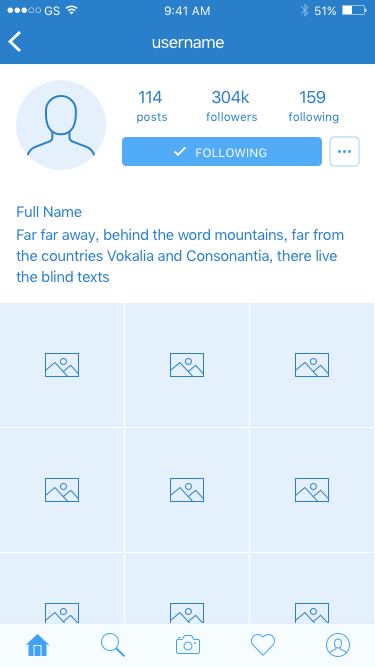 GS 9:41 AM 51%
username
114 304k 159
posts followers following
FOLLOWING
Full Name
Far far away, behind the word mountains, far from
the countries Vokalia and Consonantia, there live
the blind texts